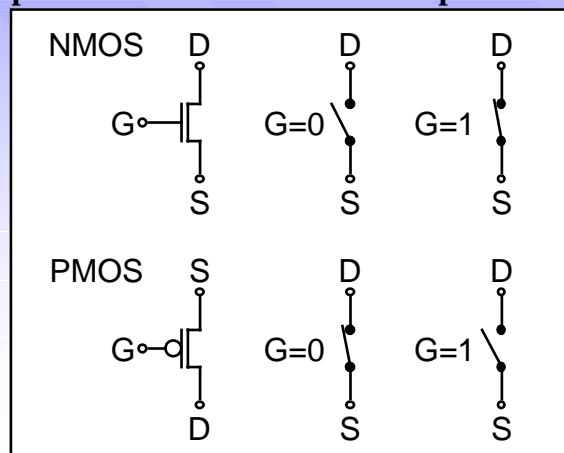 NMOS D D D
G G=0 G=1
S S S
PMOS S D D
G G=0 G=1
D S S